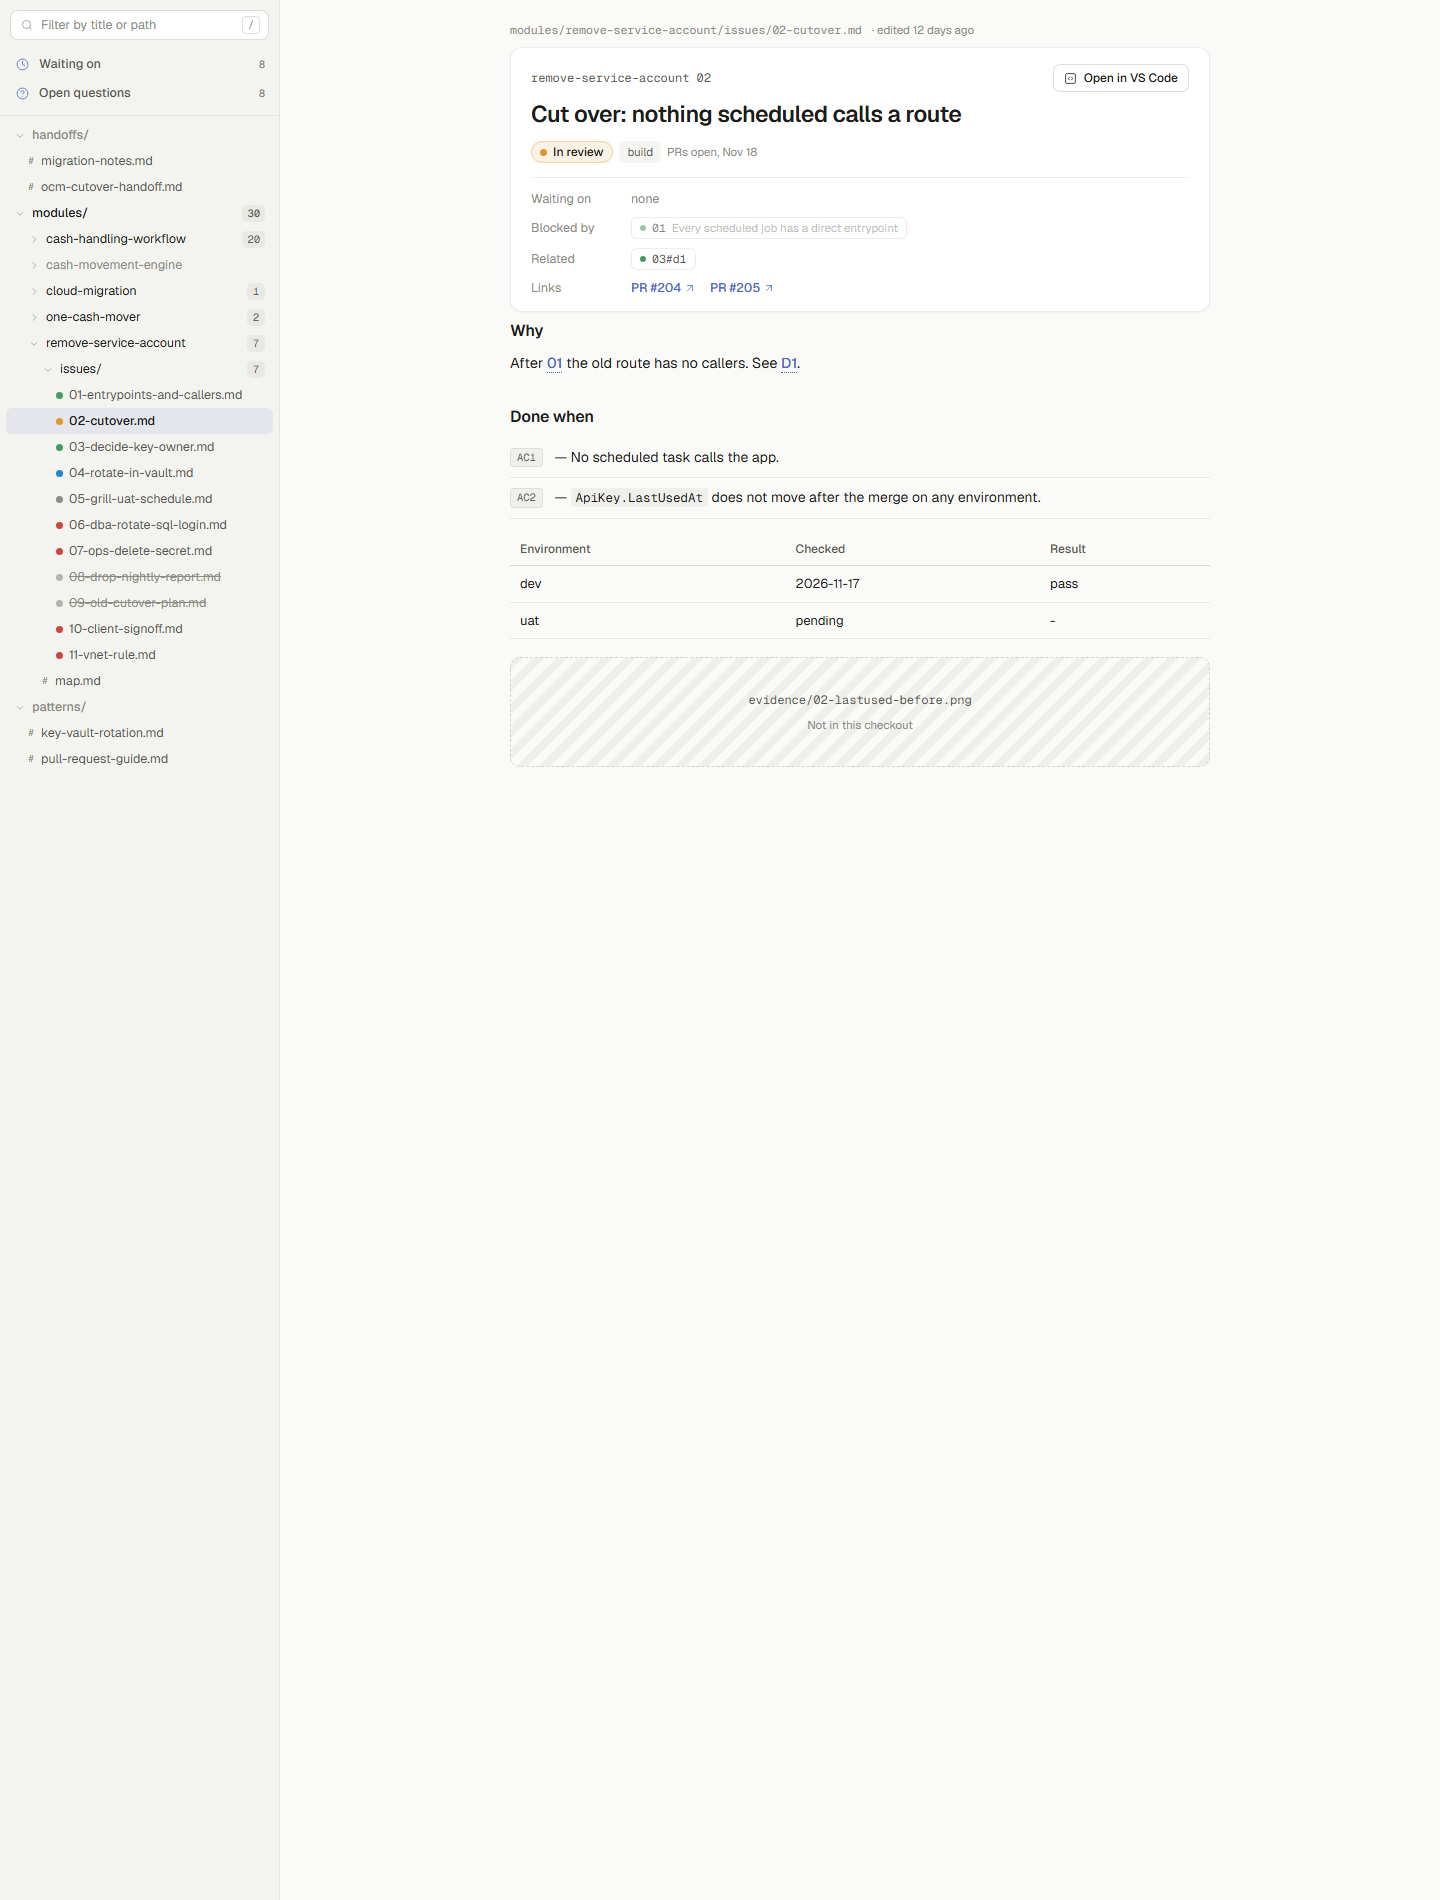 Filter by title or path /
Waiting on 8
Open questions 8
handoffs/
# migration-notes.md
# ocm-cutover-handoff.md
modules/ 30
cash-handling-workflow 20
cash-movement-engine
cloud-migration 1
one-cash-mover 2
remove-service-account 7
issues/ 7
01-entrypoints-and-callers.md
02-cutover.md
03-decide-key-owner.md
04-rotate-in-vault.md
05-grill-uat-schedule.md
06-dba-rotate-sql-login.md
07-ops-delete-secret.md
08-drop-nightly-report.md
09-old-cutover-plan.md
10-client-signoff.md
11-vnet-rule.md
# map.md
patterns/
# key-vault-rotation.md
# pull-request-guide.md
modules/remove-service-account/issues/02-cutover.md · edited 12 days ago
remove-service-account 02
Open in VS Code
Cut over: nothing scheduled calls a route
In review build PRs open, Nov 18
Waiting on none
Blocked by 01 Every scheduled job has a direct entrypoint
Related 03#d1
Links PR #204 ↗ PR #205 ↗
Why
After 01 the old route has no callers. See D1.
Done when
AC1 — No scheduled task calls the app.
AC2 — ApiKey.LastUsedAt does not move after the merge on any environment.
Environment Checked Result
dev 2026-11-17 pass
uat pending -
evidence/02-lastused-before.png
Not in this checkout